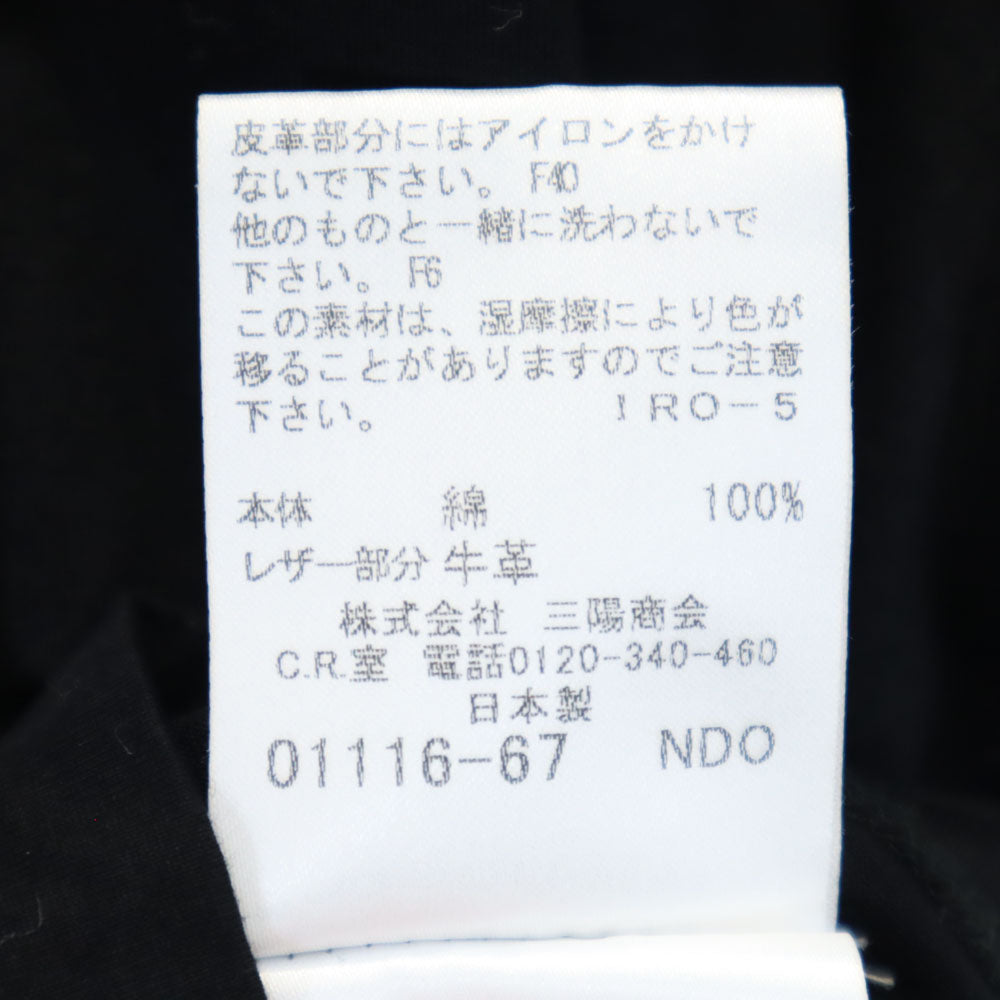 皮革部分にはアイロンをかけ
ないで下さい。 F40
他のものと一緒に洗わないで
下さい。 F6
この素材は、湿摩擦により色が
移ることがありますのでご注意
下さい。 IRO-5
本体 綿 100%
レザー部分 牛革
株式会社 三陽商会
C.R.室 電話0120-340-460
日本製
01116-67 NDO